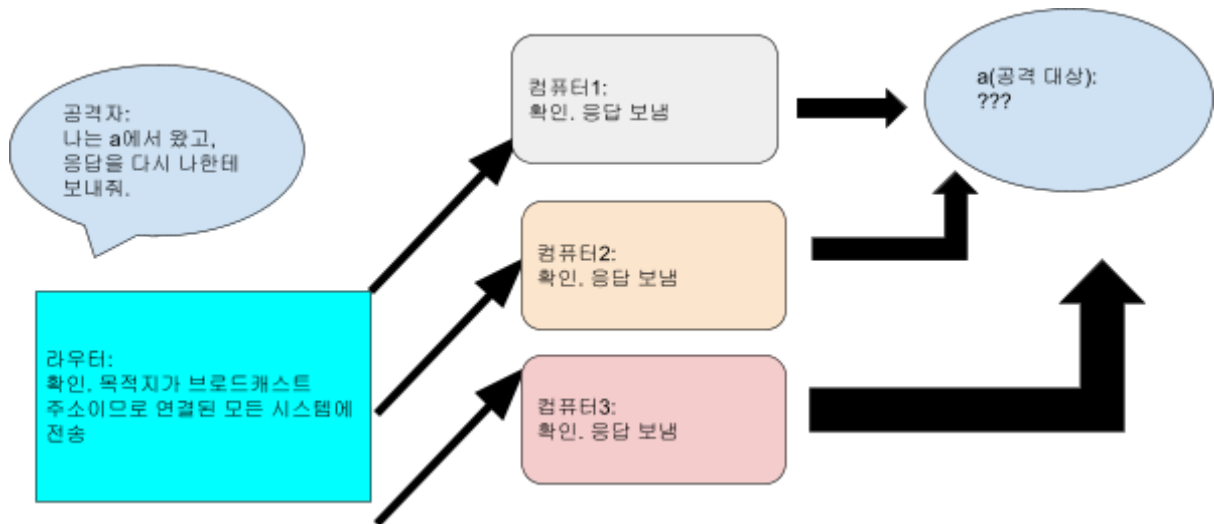 공격자:
나는 a에서 왔고,
응답을 다시 나한테
보내줘.
라우터:
확인. 목적지가 브로드캐스트
주소이므로 연결된 모든 시스템에
전송
컴퓨터1:
확인. 응답 보냄
컴퓨터2:
확인. 응답 보냄
컴퓨터3:
확인. 응답 보냄
a(공격 대상):
???